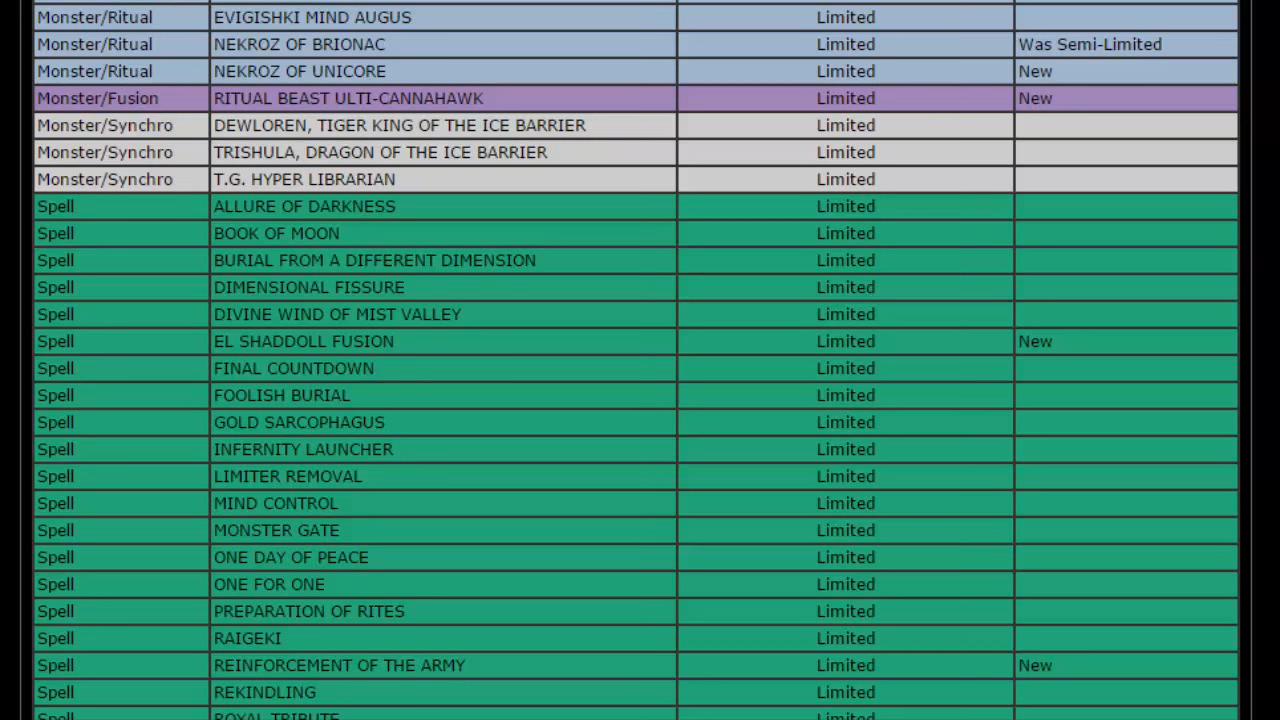 Monster/Ritual EVIGISHKI MIND AUGUS Limited
Monster/Ritual NEKROZ OF BRIONAC Limited Was Semi-Limited
Monster/Ritual NEKROZ OF UNICORE Limited New
Monster/Fusion RITUAL BEAST ULTI-CANNAHAWK Limited New
Monster/Synchro DEWLOREN, TIGER KING OF THE ICE BARRIER Limited
Monster/Synchro TRISHULA, DRAGON OF THE ICE BARRIER Limited
Monster/Synchro T.G. HYPER LIBRARIAN Limited
Spell ALLURE OF DARKNESS Limited
Spell BOOK OF MOON Limited
Spell BURIAL FROM A DIFFERENT DIMENSION Limited
Spell DIMENSIONAL FISSURE Limited
Spell DIVINE WIND OF MIST VALLEY Limited
Spell EL SHADDOLL FUSION Limited New
Spell FINAL COUNTDOWN Limited
Spell FOOLISH BURIAL Limited
Spell GOLD SARCOPHAGUS Limited
Spell INFERNITY LAUNCHER Limited
Spell LIMITER REMOVAL Limited
Spell MIND CONTROL Limited
Spell MONSTER GATE Limited
Spell ONE DAY OF PEACE Limited
Spell ONE FOR ONE Limited
Spell PREPARATION OF RITES Limited
Spell RAIGEKI Limited
Spell REINFORCEMENT OF THE ARMY Limited New
Spell REKINDLING Limited
Spell ROYAL TRIBUTE Limited